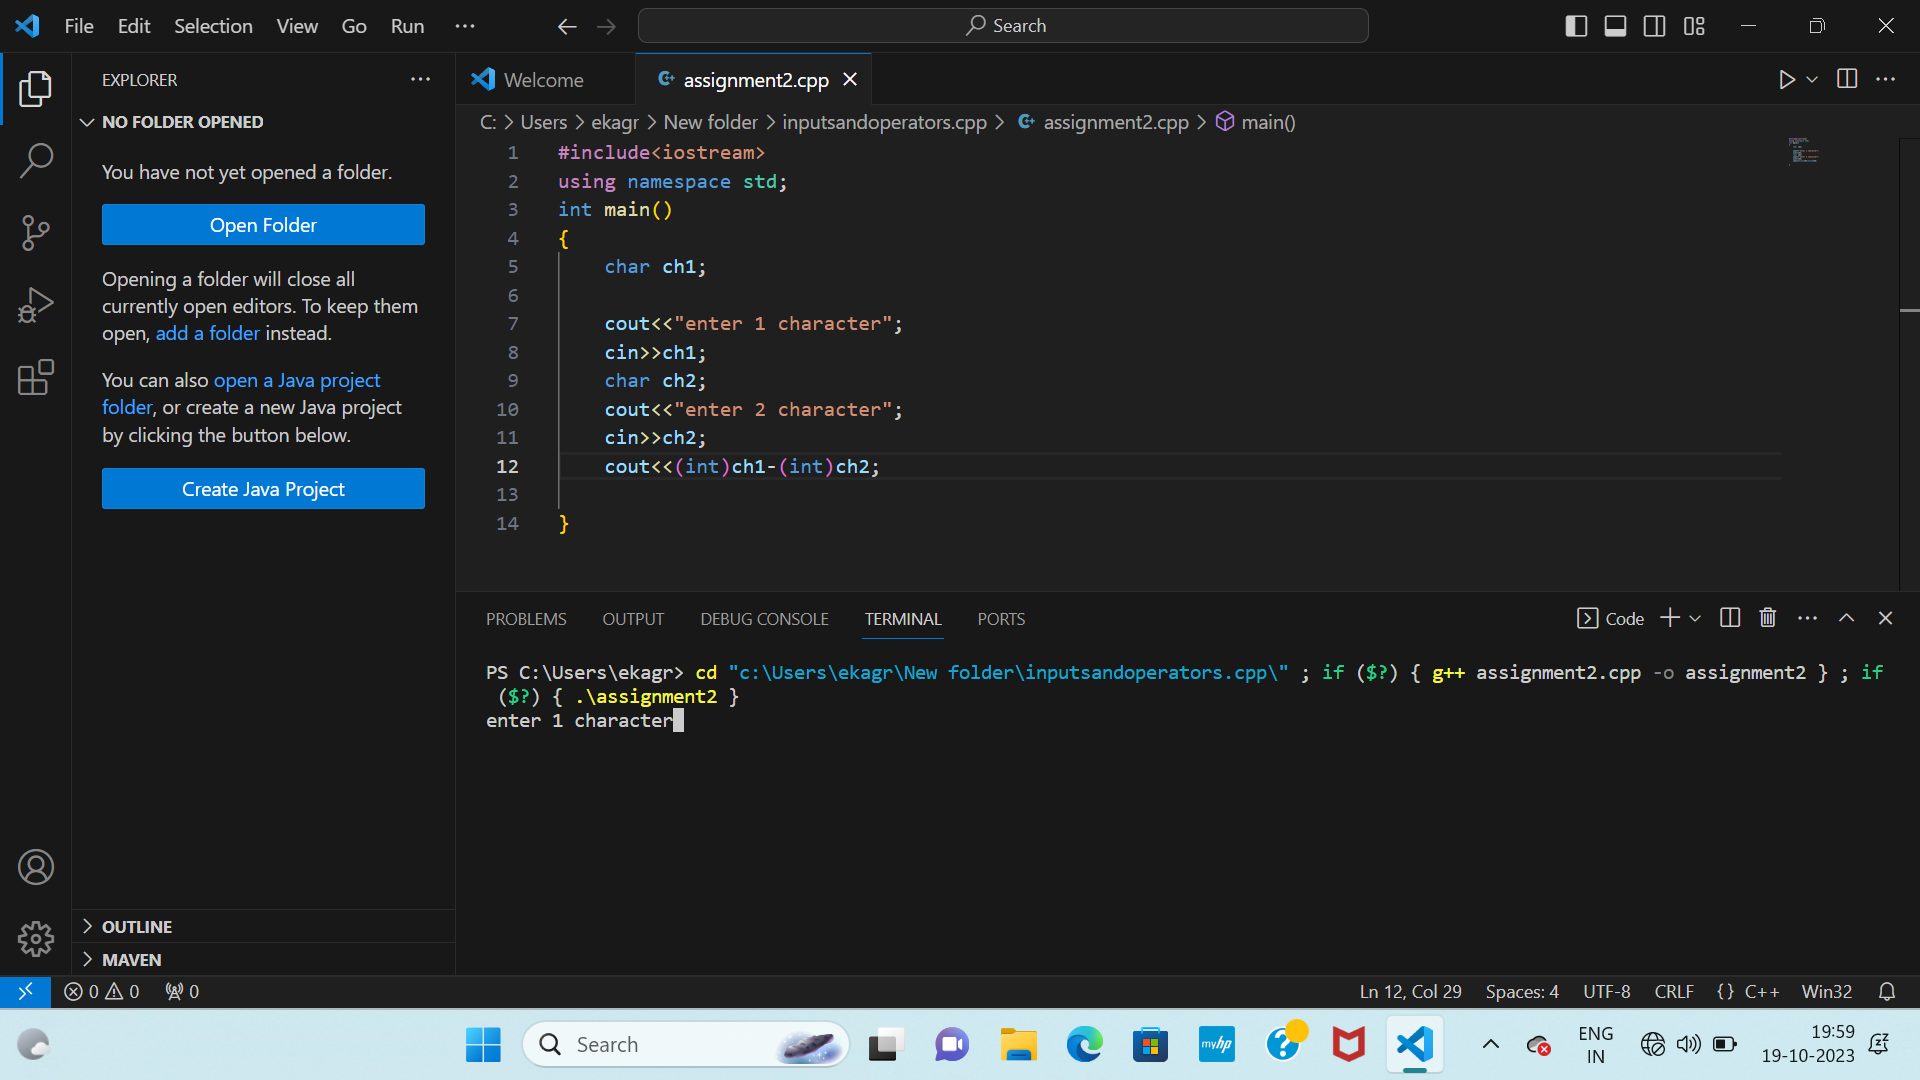 File Edit Selection View Go Run ···
Search
EXPLORER
NO FOLDER OPENED
You have not yet opened a folder.
Open Folder
Opening a folder will close all
currently open editors. To keep them
open, add a folder instead.
You can also open a Java project
folder, or create a new Java project
by clicking the button below.
Create Java Project
OUTLINE
MAVEN
Welcome
assignment2.cpp
C: > Users > ekagr > New folder > inputsandoperators.cpp > assignment2.cpp > main()
1 #include<iostream>
2 using namespace std;
3 int main()
4 {
5 char ch1;
6
7 cout<<"enter 1 character";
8 cin>>ch1;
9 char ch2;
10 cout<<"enter 2 character";
11 cin>>ch2;
12 cout<<(int)ch1-(int)ch2;
13
14 }
PROBLEMS OUTPUT DEBUG CONSOLE TERMINAL PORTS
Code
PS C:\Users\ekagr> cd "c:\Users\ekagr\New folder\inputsandoperators.cpp\" ; if ($?) { g++ assignment2.cpp -o assignment2 } ; if
($?) { .\assignment2 }
enter 1 character
0 0 0
Ln 12, Col 29 Spaces: 4 UTF-8 CRLF {} C++ Win32
Search
myhp
ENG
IN
19:59
19-10-2023